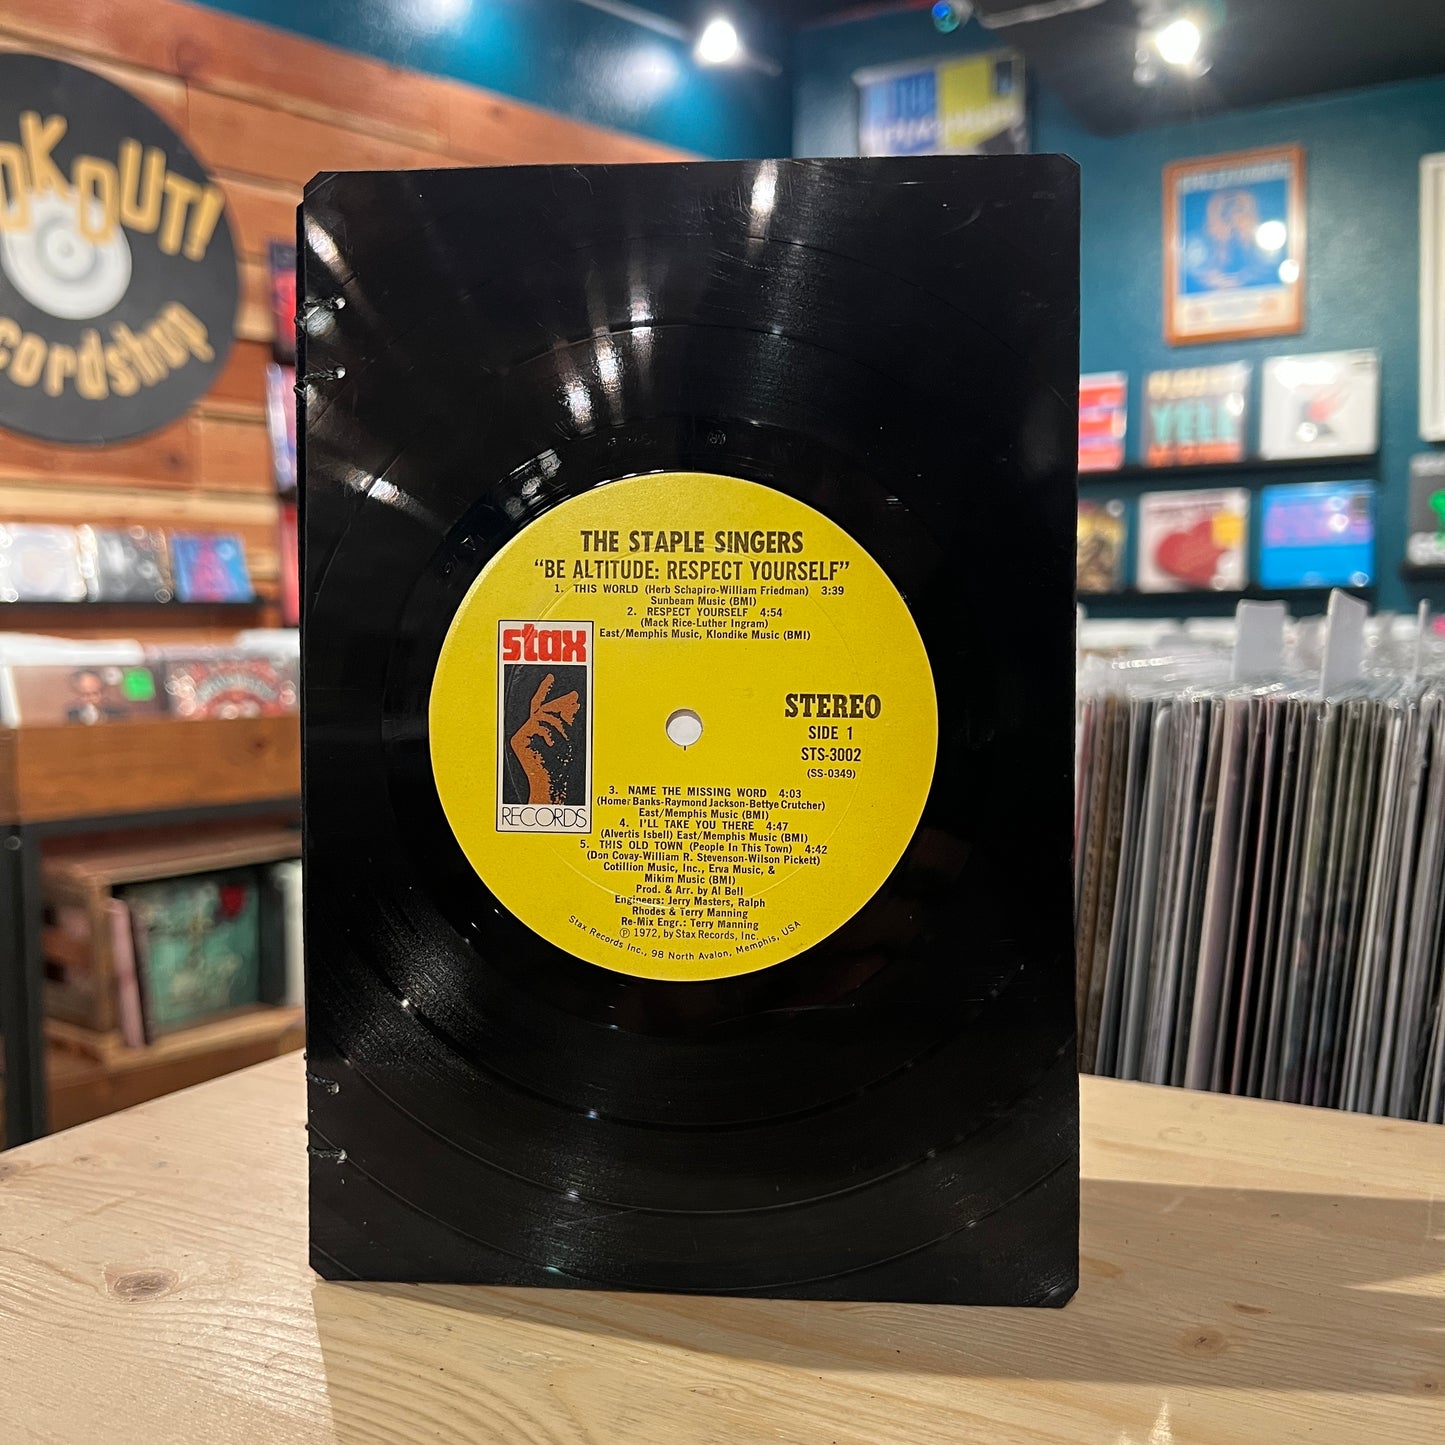 OKOUT!
cordshop
THE STAPLE SINGERS
"BE ALTITUDE: RESPECT YOURSELF"
1. THIS WORLD (Herb Schapiro-William Friedman) 3:39
Sunbeam Music (BMI)
2. RESPECT YOURSELF 4:54
(Mack Rice-Luther Ingram)
East/Memphis Music, Klondike Music (BMI)
stax
RECORDS
STEREO
SIDE 1
STS-3002
(SS-0349)
3. NAME THE MISSING WORD 4:03
(Homer Banks-Raymond Jackson-Bettye Crutcher)
East/Memphis Music (BMI)
4. I'LL TAKE YOU THERE 4:47
(Alvertis Isbell) East/Memphis Music (BMI)
5. THIS OLD TOWN (People In This Town) 4:42
(Don Covay-William R. Stevenson-Wilson Pickett)
Cotillion Music, Inc., Erva Music, &
Mikim Music (BMI)
Prod. & Arr. by Al Bell
Engineers: Jerry Masters, Ralph
Rhodes & Terry Manning
Re-Mix Engr.: Terry Manning
Ⓟ 1972, by Stax Records, Inc.
Stax Records Inc., 98 North Avalon, Memphis, USA
YELL